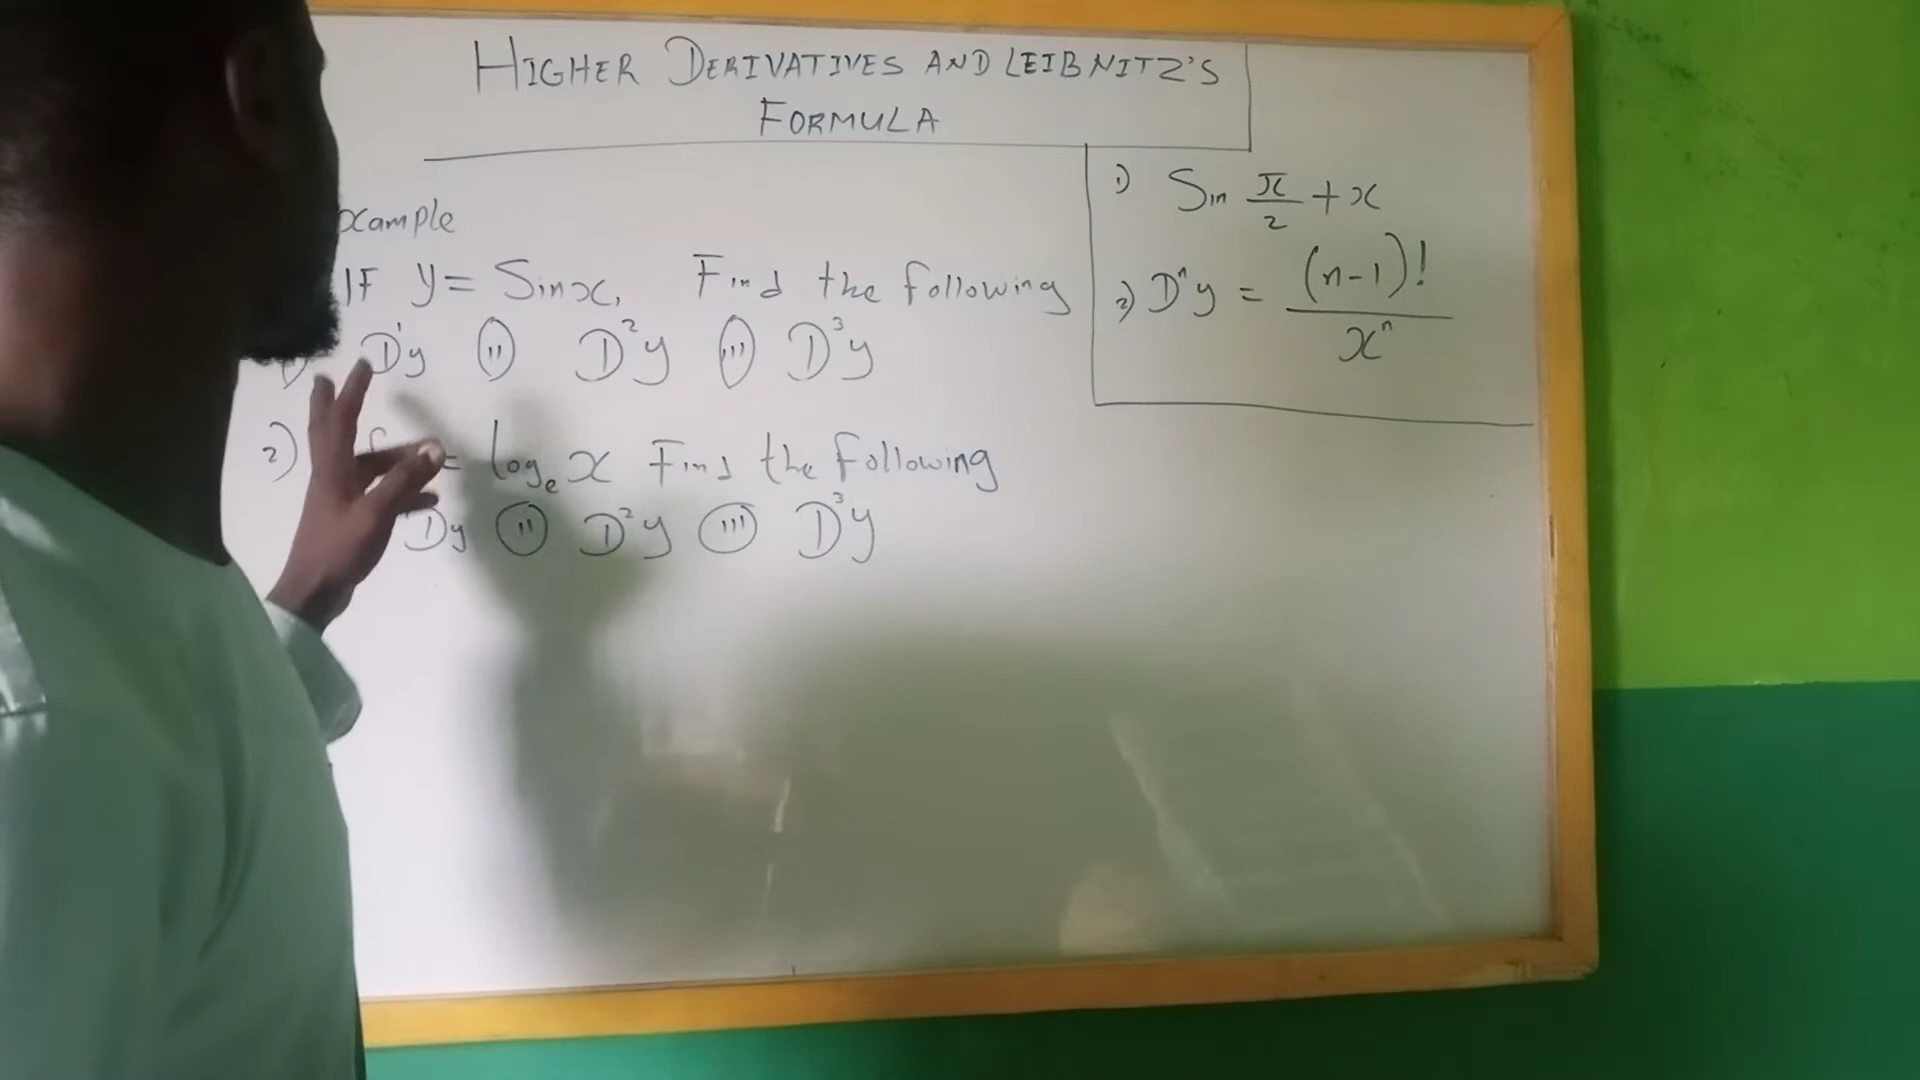 HIGHER DERIVATIVES AND LEIBNITZ'S
FORMULA
xample
IF y = Sinx, Find the following
D¹y (ii) D²y (iii) D³y
2) = logₑ x Find the following
Dy (ii) D²y (iii) D³y
1) Sin π/2 + x
2) Dⁿy = (n-1)! / xⁿ